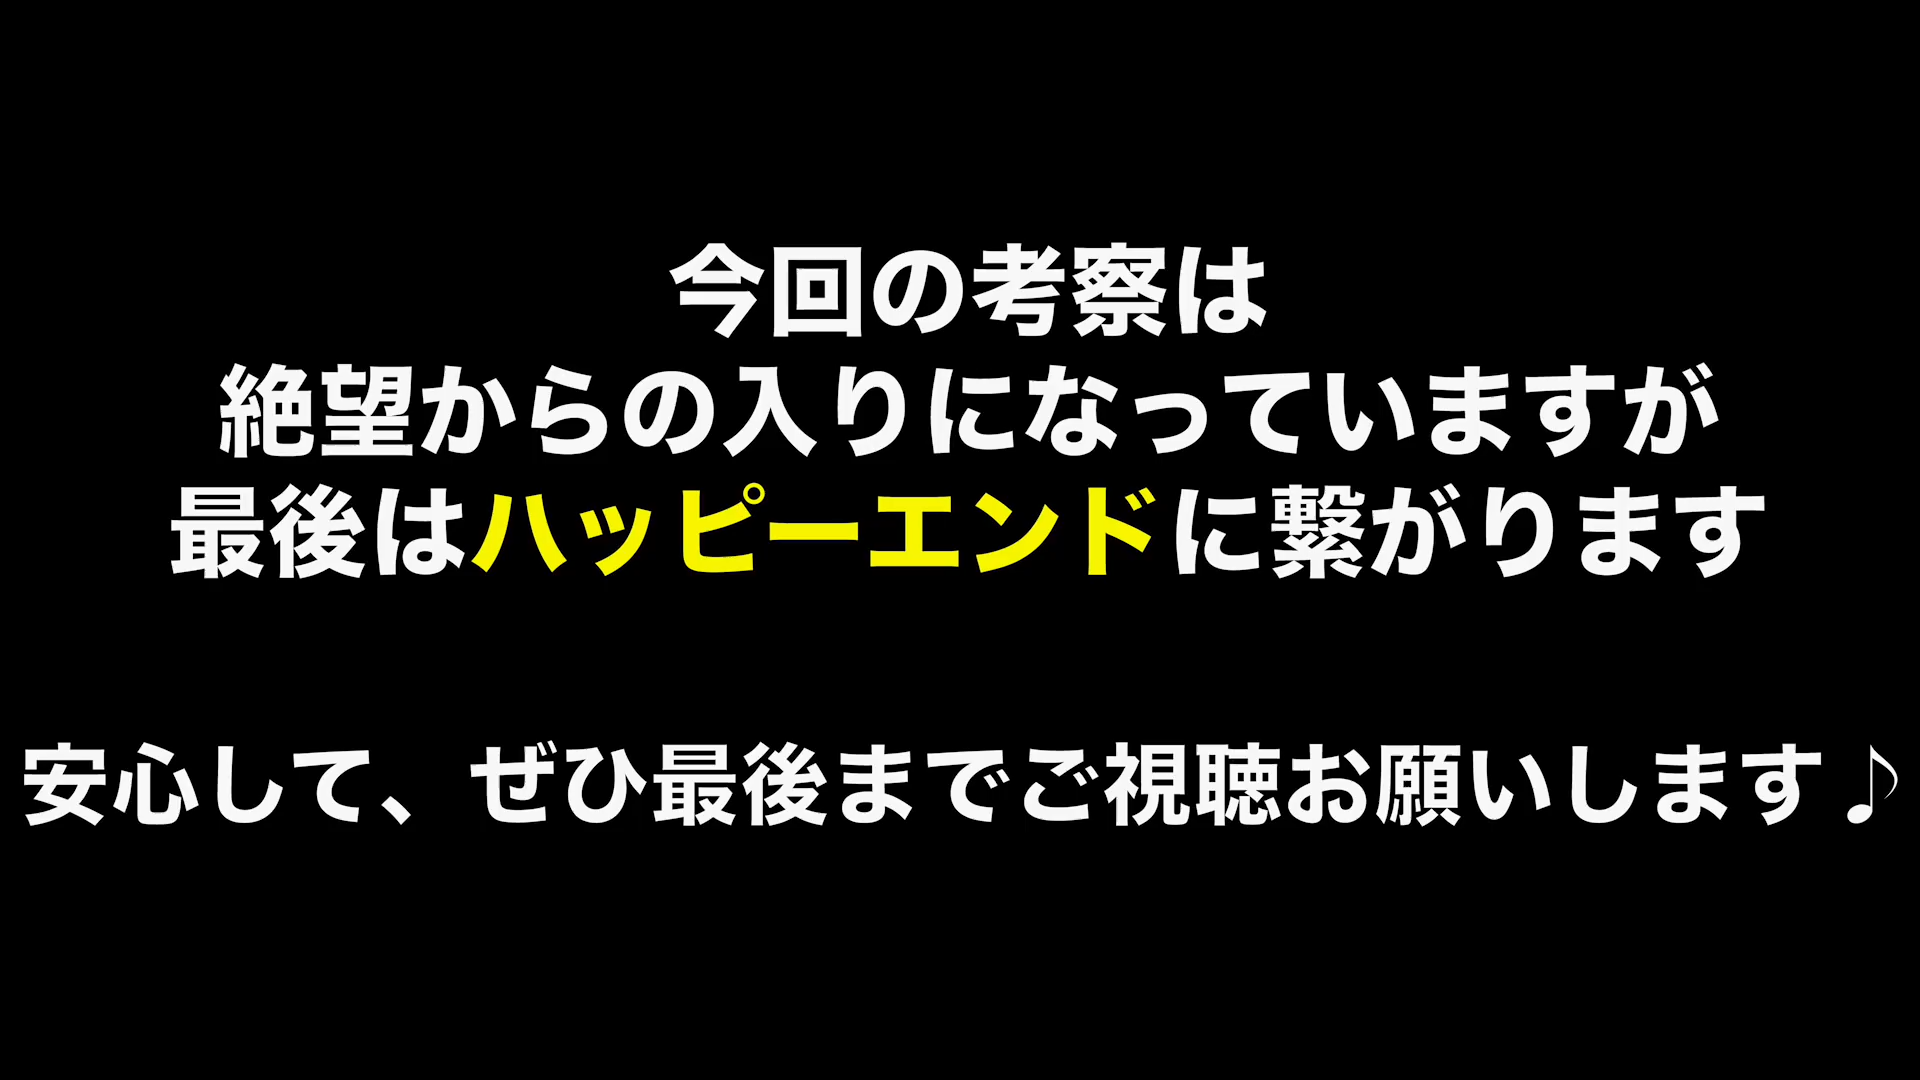 今回の考察は
絶望からの入りになっていますが
最後はハッピーエンドに繋がります
安心して、ぜひ最後までご視聴お願いします♪